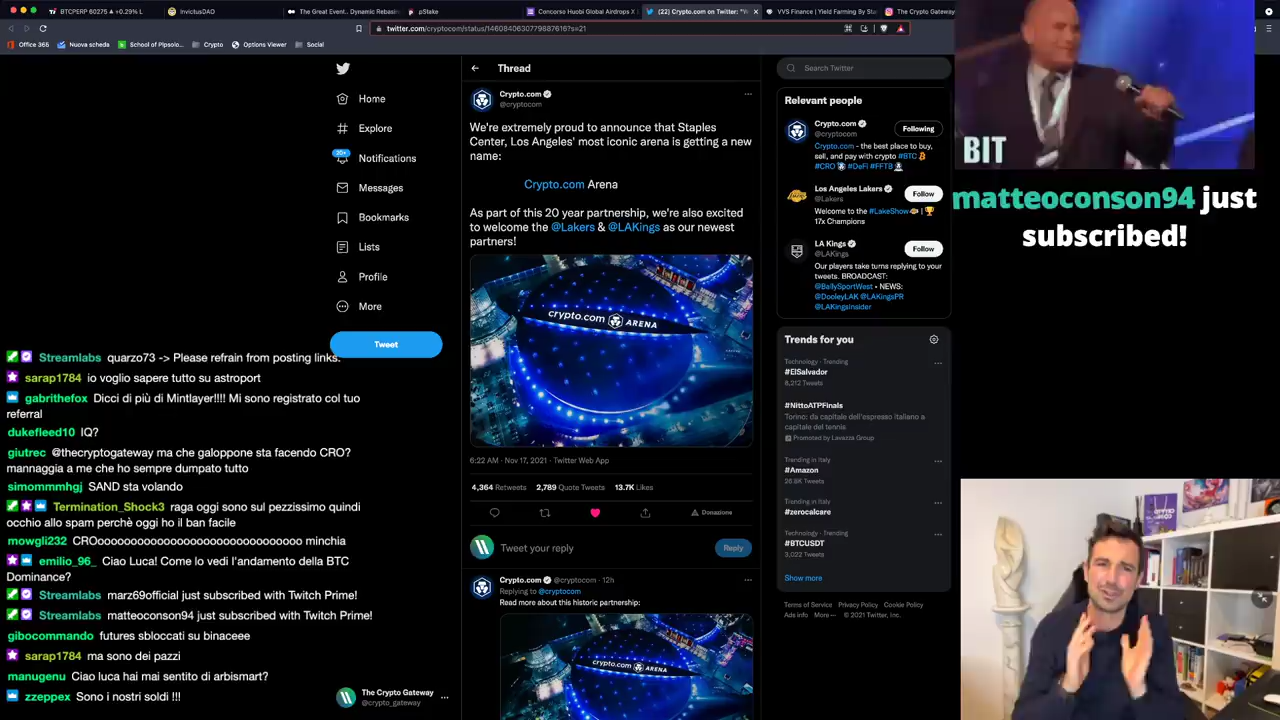 BTCPERP 60275 ▲ +0.29% L
InvictusDAO
The Great Event.. Dynamic Rebasin
pStake
Concorso Huobi Global Airdrops X
(22) Crypto.com on Twitter: "W
VVS Finance | Yield Farming By Sta
The Crypto Gateway
twitter.com/cryptocom/status/1460840630779887616?s=21
Office 365
Nuova scheda
School of Pipsolo...
Crypto
Options Viewer
Social
Home
Explore
20+
Notifications
Messages
Bookmarks
Lists
Profile
More
Tweet
Thread
Crypto.com
@cryptocom
We're extremely proud to announce that Staples
Center, Los Angeles' most iconic arena is getting a new
name:
Crypto.com Arena
As part of this 20 year partnership, we're also excited
to welcome the @Lakers & @LAKings as our newest
partners!
crypto.com ARENA
6:22 AM · Nov 17, 2021 · Twitter Web App
4,364 Retweets 2,789 Quote Tweets 13.7K Likes
Donazione
Tweet your reply
Reply
Crypto.com @cryptocom · 12h
Replying to @cryptocom
Read more about this historic partnership:
crypto.com ARENA
Search Twitter
Relevant people
Crypto.com
@cryptocom
Following
Crypto.com - the best place to buy,
sell, and pay with crypto #BTC
#CRO #DeFi #FFTB
Los Angeles Lakers
@Lakers
Follow
Welcome to the #LakeShow | 
17x Champions
LA Kings
@LAKings
Follow
Our players take turns replying to your
tweets. BROADCAST:
@BallySportWest • NEWS:
@DooleyLAK @LAKingsPR
@LAKingsInsider
Trends for you
Technology · Trending
#ElSalvador
8,212 Tweets
#NittoATPFinals
Torino: da capitale dell'espresso italiano a
capitale del tennis
Promoted by Lavazza Group
Trending in Italy
#Amazon
26.8K Tweets
Trending in Italy
#zerocalcare
Technology · Trending
#BTCUSDT
3,022 Tweets
Show more
Terms of Service Privacy Policy Cookie Policy
Ads info More ··· © 2021 Twitter, Inc.
BIT
matteoconson94 just
subscribed!
Streamlabs quarzo73 -> Please refrain from posting links.
sarap1784 io voglio sapere tutto su astroport
gabrithefox Dicci di più di Mintlayer!!!! Mi sono registrato col tuo
referral
dukefleed10 IQ?
giutrec @thecryptogateway ma che galoppone sta facendo CRO?
mannaggia a me che ho sempre dumpato tutto
simommmhgj SAND sta volando
Terminator_Shock3 raga oggi sono sul pezzissimo quindi
occhio allo spam perchè oggi ho il ban facile
mowgli232 CROooooooooooooooooooooooo minchia
emilio_96_ Ciao Luca! Come lo vedi l'andamento della BTC
Dominance?
Streamlabs marz69official just subscribed with Twitch Prime!
Streamlabs matteoconson94 just subscribed with Twitch Prime!
gibocommando futures sbloccati su binaceee
sarap1784 ma sono dei pazzi
manugenu Ciao luca hai mai sentito di arbismart?
zzeppex Sono i nostri soldi !!!
The Crypto Gateway
@crypto_gateway